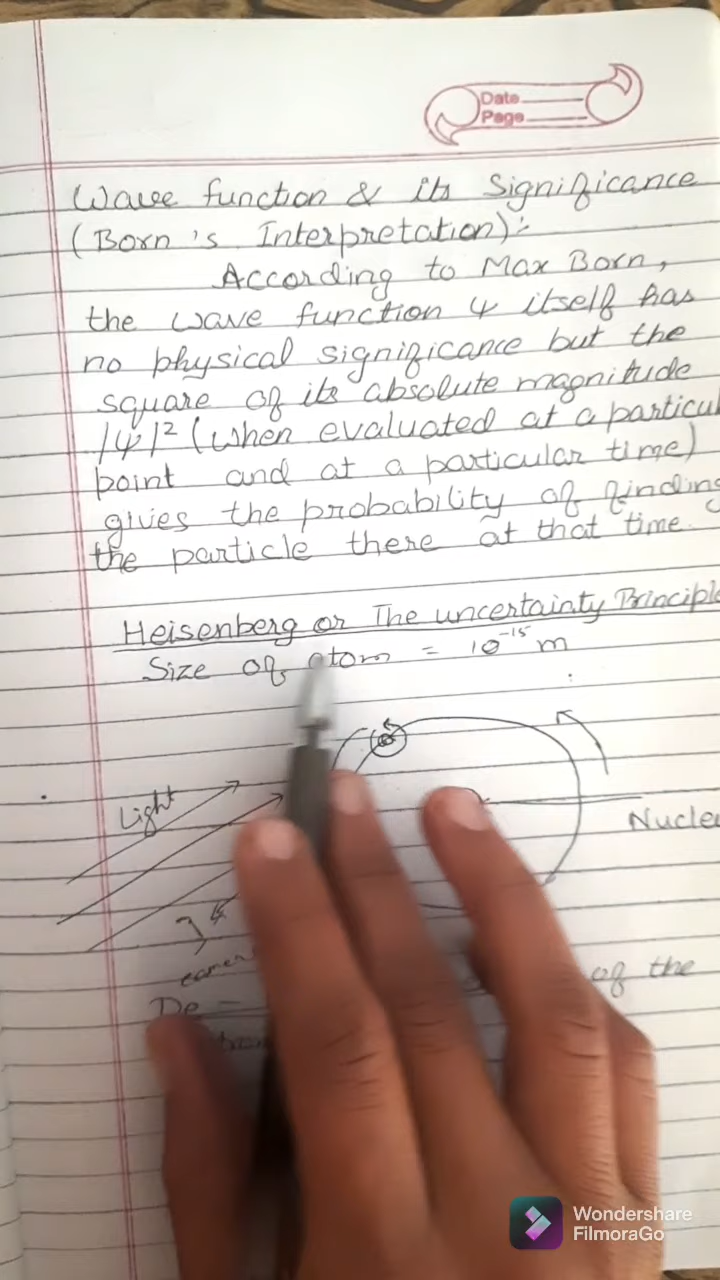 Date
Page
Wave function & its Significance
(Born's Interpretation):-
According to Max Born,
the wave function ψ itself has
no physical significance but the
square of its absolute magnitude
|ψ|² (when evaluated at a particul
point and at a particular time)
gives the probability of finding
the particle there at that time.
Heisenberg or The uncertainty Principle
Size of atom = 10⁻¹⁵ m
Light
Nucle
of the
De
Wondershare
FilmoraGo